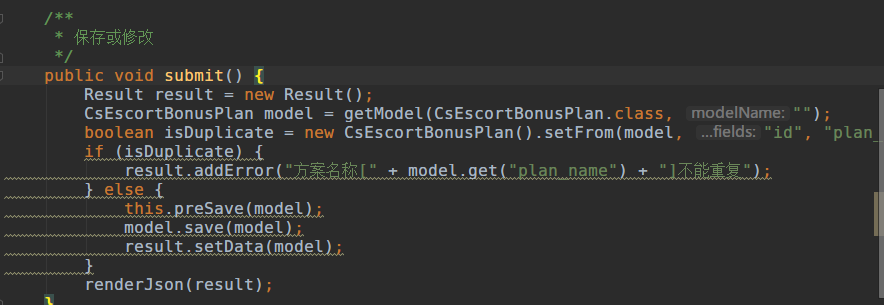 /**
 * 保存或修改
 */
public void submit() {
    Result result = new Result();
    CsEscortBonusPlan model = getModel(CsEscortBonusPlan.class, modelName: "");
    boolean isDuplicate = new CsEscortBonusPlan().setFrom(model, ...fields: "id", "plan_
    if (isDuplicate) {
        result.addError("方案名称[" + model.get("plan_name") + "]不能重复");
    } else {
        this.preSave(model);
        model.save(model);
        result.setData(model);
    }
    renderJson(result);
}